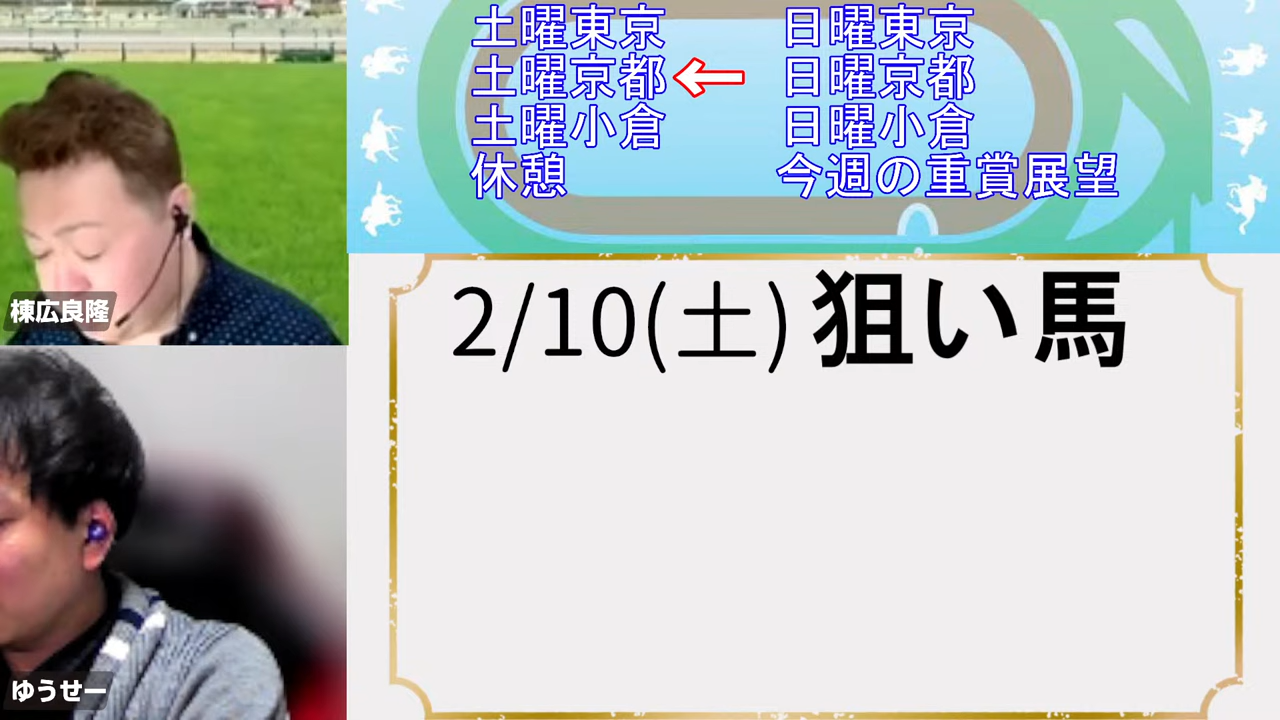 土曜東京
日曜東京
土曜京都
日曜京都
土曜小倉
日曜小倉
休憩
今週の重賞展望
2/10(土)狙い馬
棟広良隆
ゆうせー